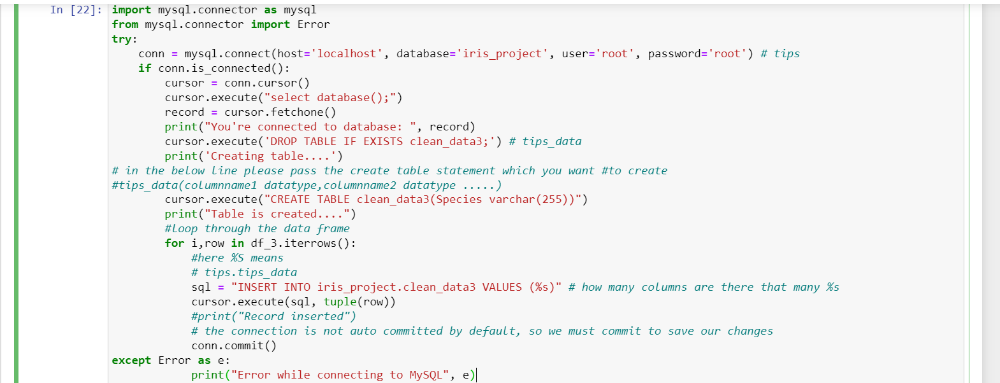 In [22]: import mysql.connector as mysql
from mysql.connector import Error
try:
    conn = mysql.connect(host='localhost', database='iris_project', user='root', password='root') # tips
    if conn.is_connected():
        cursor = conn.cursor()
        cursor.execute("select database();")
        record = cursor.fetchone()
        print("You're connected to database: ", record)
        cursor.execute('DROP TABLE IF EXISTS clean_data3;') # tips_data
        print('Creating table....')
# in the below line please pass the create table statement which you want #to create
#tips_data(columnname1 datatype,columnname2 datatype .....)
        cursor.execute("CREATE TABLE clean_data3(Species varchar(255))")
        print("Table is created....")
        #loop through the data frame
        for i,row in df_3.iterrows():
            #here %S means
            # tips.tips_data
            sql = "INSERT INTO iris_project.clean_data3 VALUES (%s)" # how many columns are there that many %s
            cursor.execute(sql, tuple(row))
            #print("Record inserted")
            # the connection is not auto committed by default, so we must commit to save our changes
            conn.commit()
except Error as e:
            print("Error while connecting to MySQL", e)